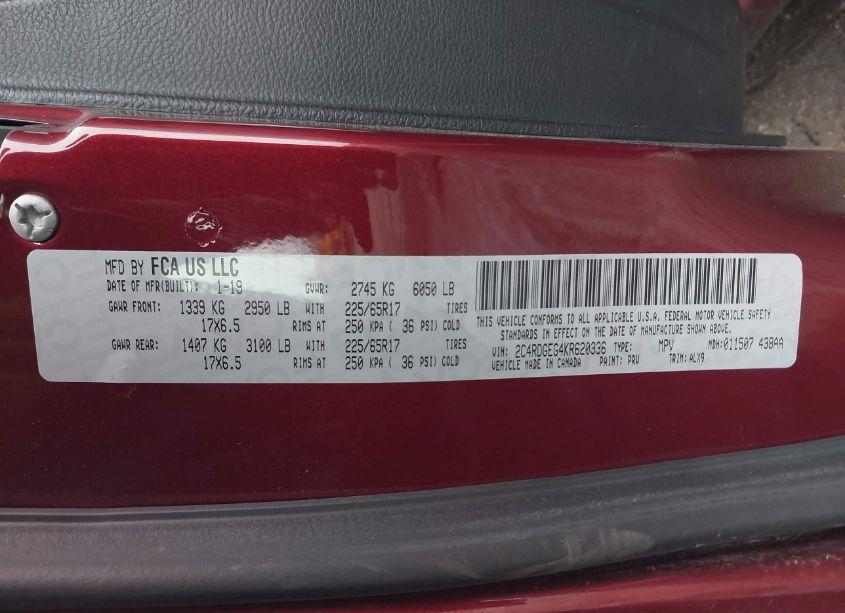 MFD BY FCA US LLC
DATE OF MFR(BUILT): 1-19 GVWR: 2745 KG 6050 LB
GAWR FRONT: 1339 KG 2950 LB WITH 225/65R17 TIRES
17X6.5 RIMS AT 250 KPA ( 36 PSI) COLD
GAWR REAR: 1407 KG 3100 LB WITH 225/65R17 TIRES
17X6.5 RIMS AT 250 KPA ( 36 PSI) COLD
THIS VEHICLE CONFORMS TO ALL APPLICABLE U.S.A. FEDERAL MOTOR VEHICLE SAFETY
STANDARDS IN EFFECT ON THE DATE OF MANUFACTURE SHOWN ABOVE.
VIN: 2C4RDGEG4KR620336 TYPE: MPV MDH:011507 438AA
VEHICLE MADE IN CANADA PAINT: PRV TRIM: ALX9